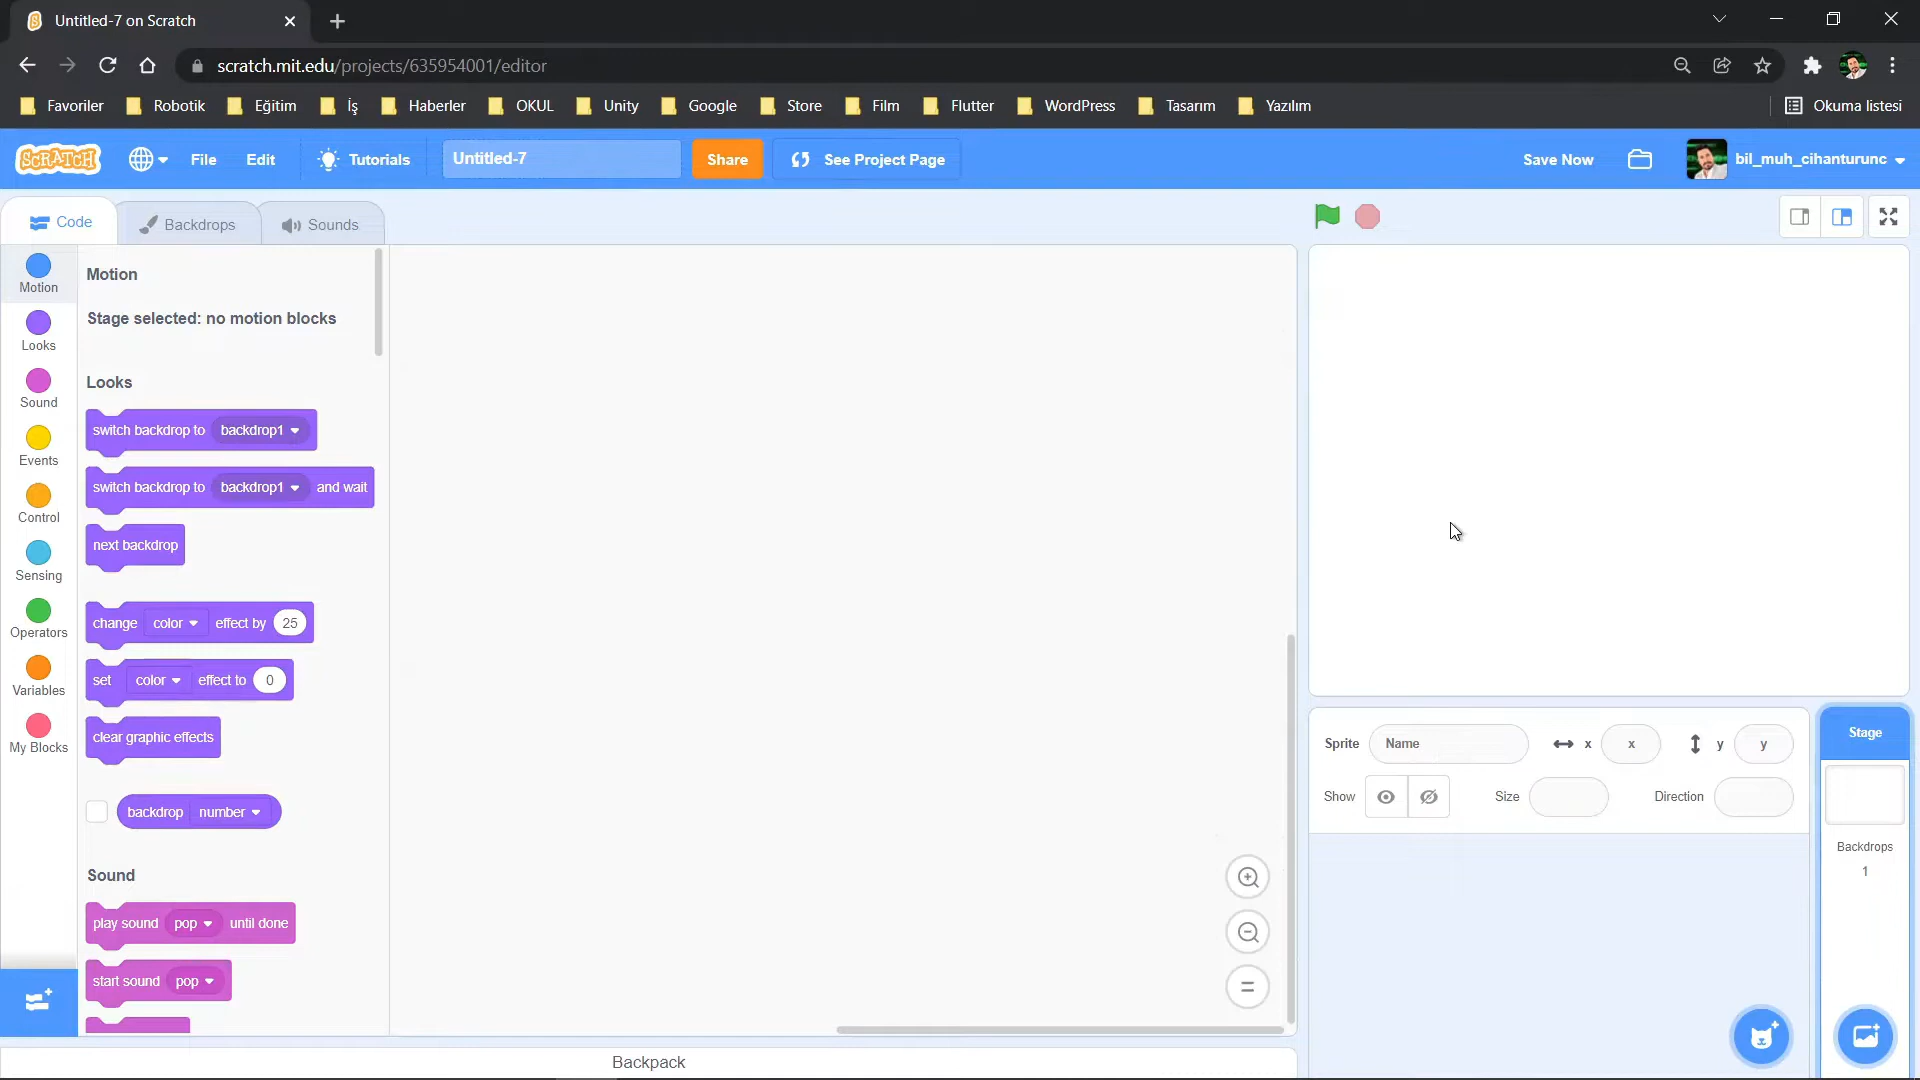 Untitled-7 on Scratch
scratch.mit.edu/projects/635954001/editor
Favoriler Robotik Eğitim İş Haberler OKUL Unity Google Store Film Flutter WordPress Tasarım Yazılım Okuma listesi
SCRATCH File Edit Tutorials Untitled-7 Share See Project Page Save Now bil_muh_cihanturunc
Code Backdrops Sounds
Motion
Looks
Sound
Events
Control
Sensing
Operators
Variables
My Blocks
Motion
Stage selected: no motion blocks
Looks
switch backdrop to backdrop1
switch backdrop to backdrop1 and wait
next backdrop
change color effect by 25
set color effect to 0
clear graphic effects
backdrop number
Sound
play sound pop until done
start sound pop
Backpack
Sprite Name x x y y
Show Size Direction
Stage
Backdrops
1